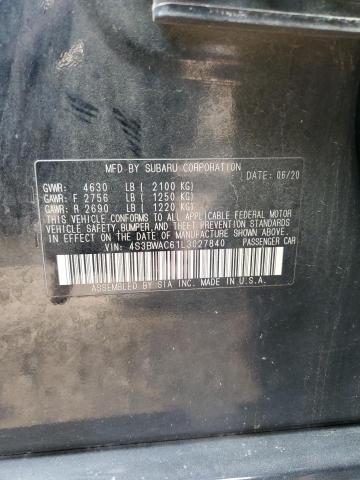 MFD BY SUBARU CORPORATION
DATE: 06/20
GVWR: 4630 LB ( 2100 KG)
GAWR: F 2756 LB ( 1250 KG)
GAWR: R 2690 LB ( 1220 KG)
THIS VEHICLE CONFORMS TO ALL APPLICABLE FEDERAL MOTOR
VEHICLE SAFETY, BUMPER, AND THEFT PREVENTION STANDARDS
IN EFFECT ON THE DATE OF MANUFACTURE SHOWN ABOVE.
VIN: 4S3BWAC61L3027840 PASSENGER CAR
ASSEMBLED BY SIA INC. IN U.S.A.